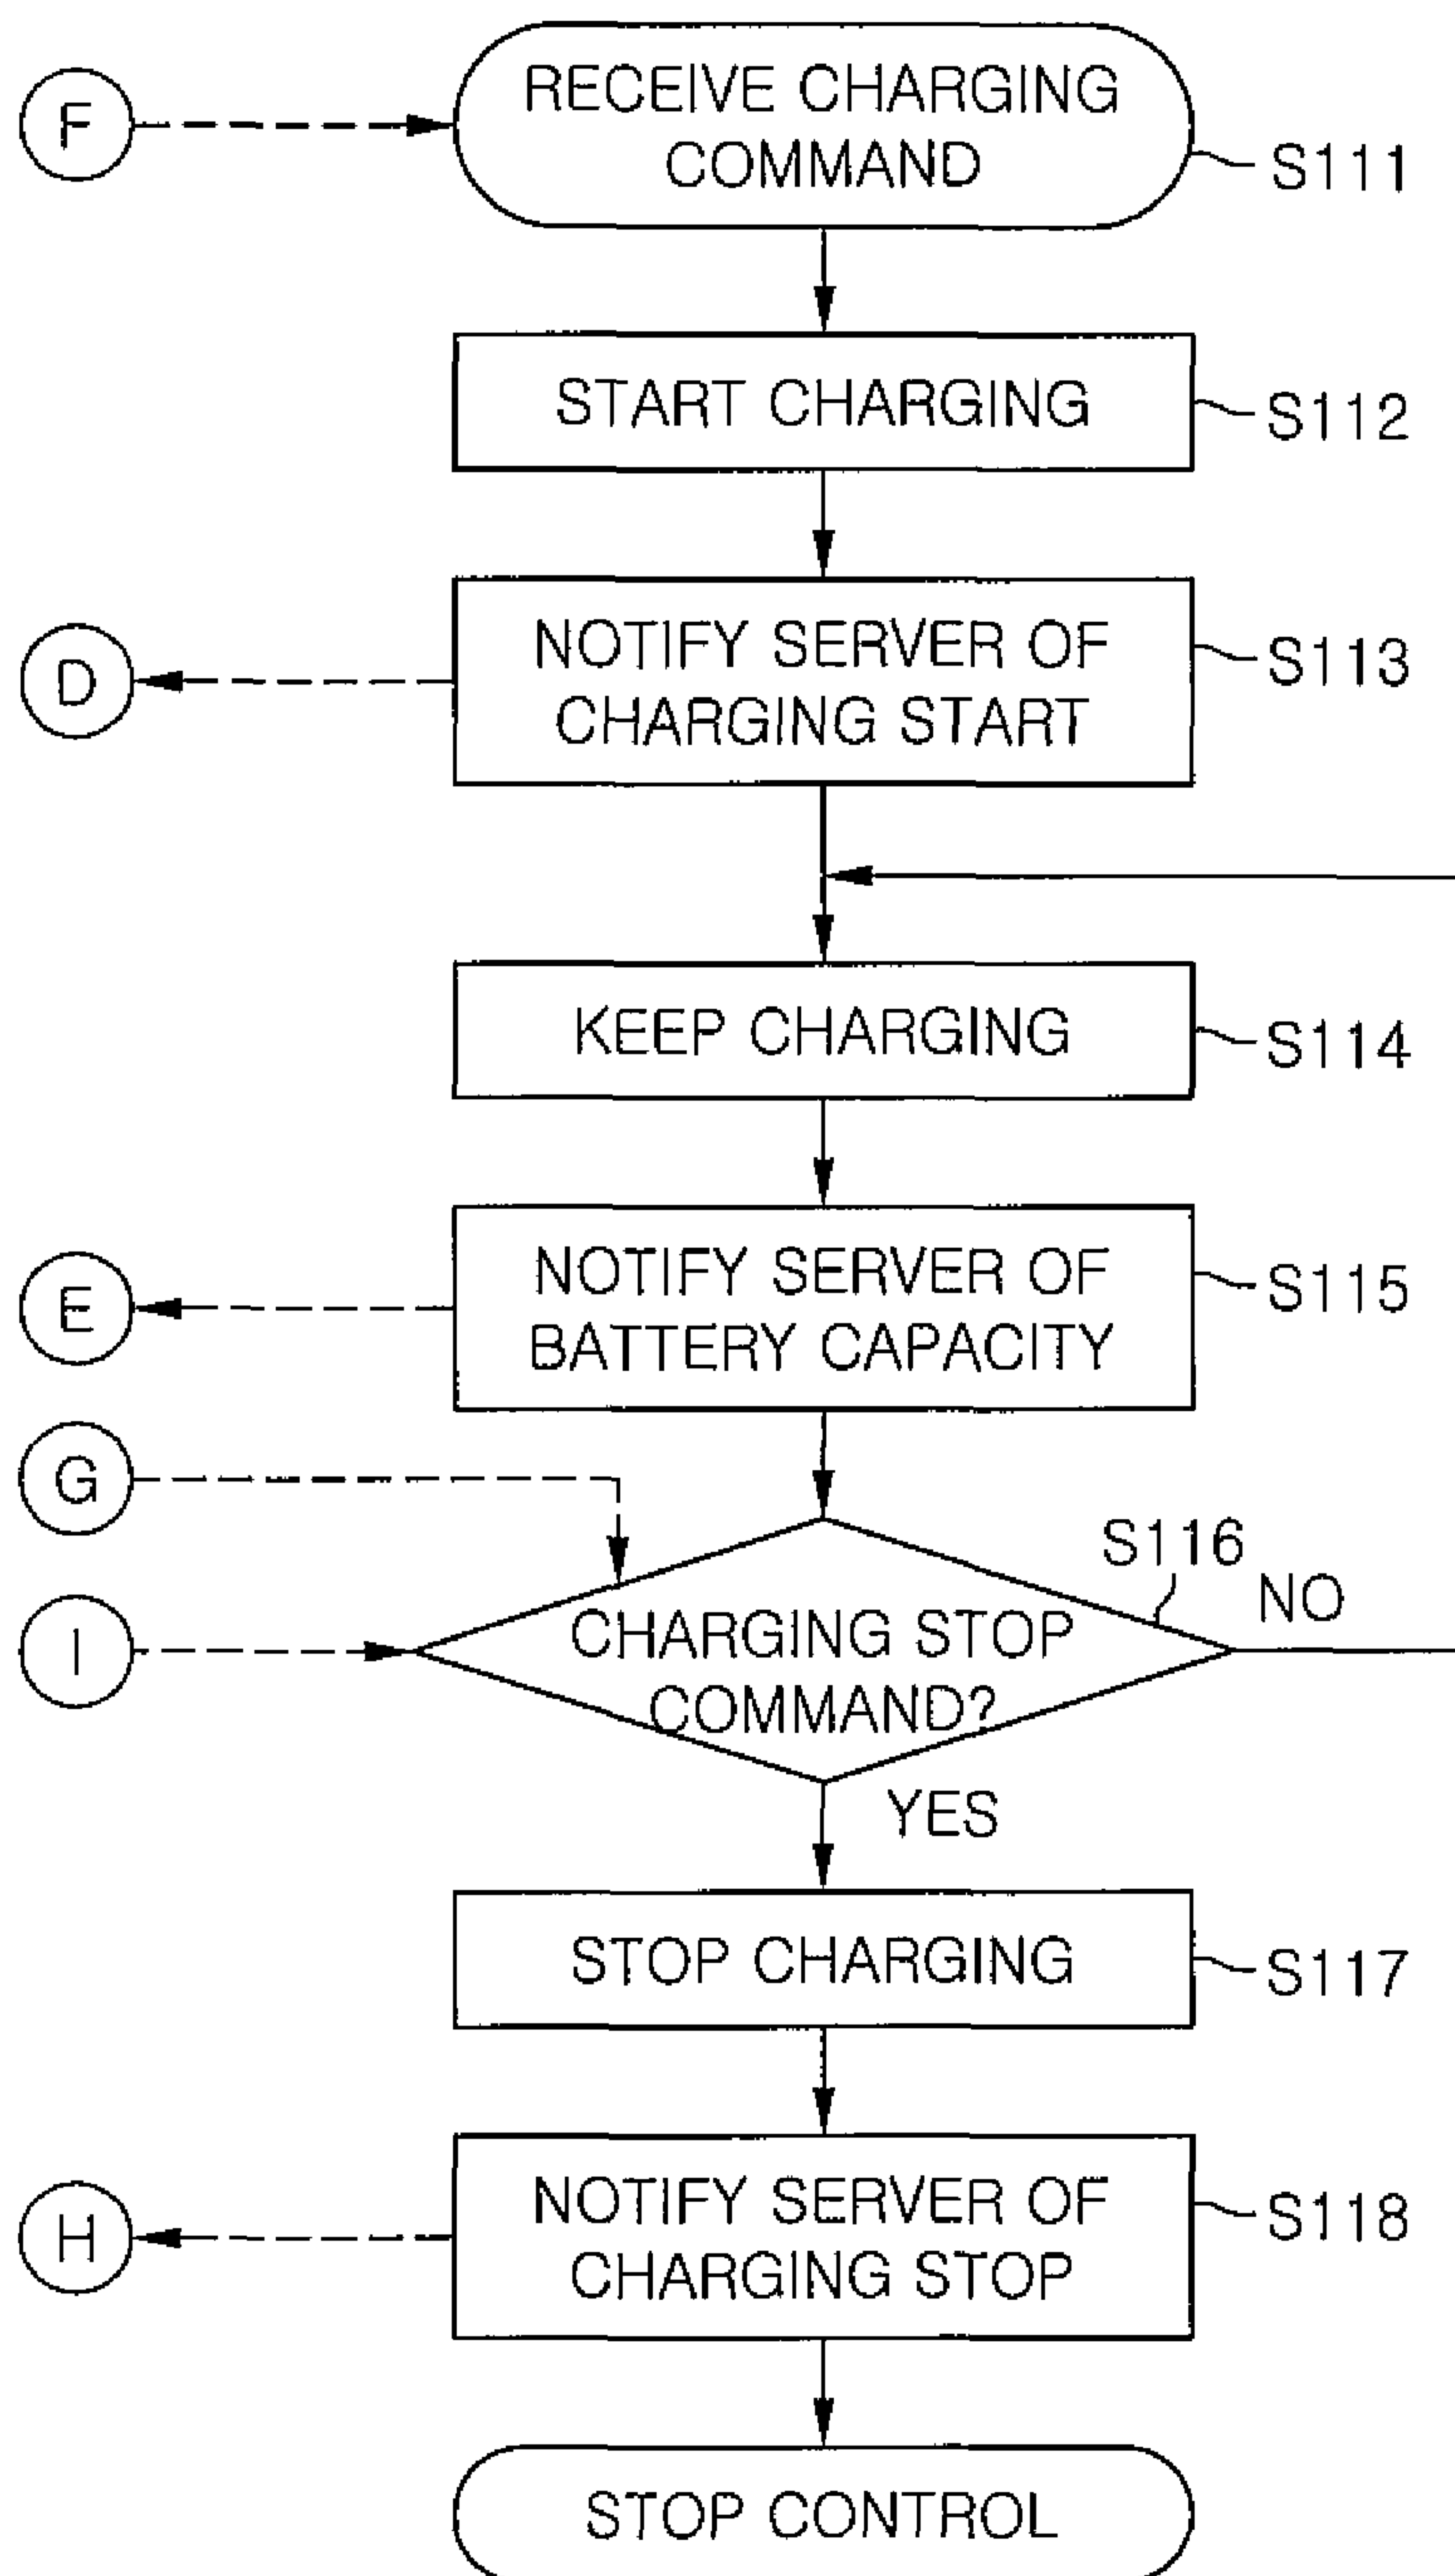 F
RECEIVE CHARGING
COMMAND
S111
START CHARGING
S112
D
NOTIFY SERVER OF
CHARGING START
S113
KEEP CHARGING
S114
E
NOTIFY SERVER OF
BATTERY CAPACITY
S115
G
I
CHARGING STOP
COMMAND?
S116
NO
YES
STOP CHARGING
S117
H
NOTIFY SERVER OF
CHARGING STOP
S118
STOP CONTROL